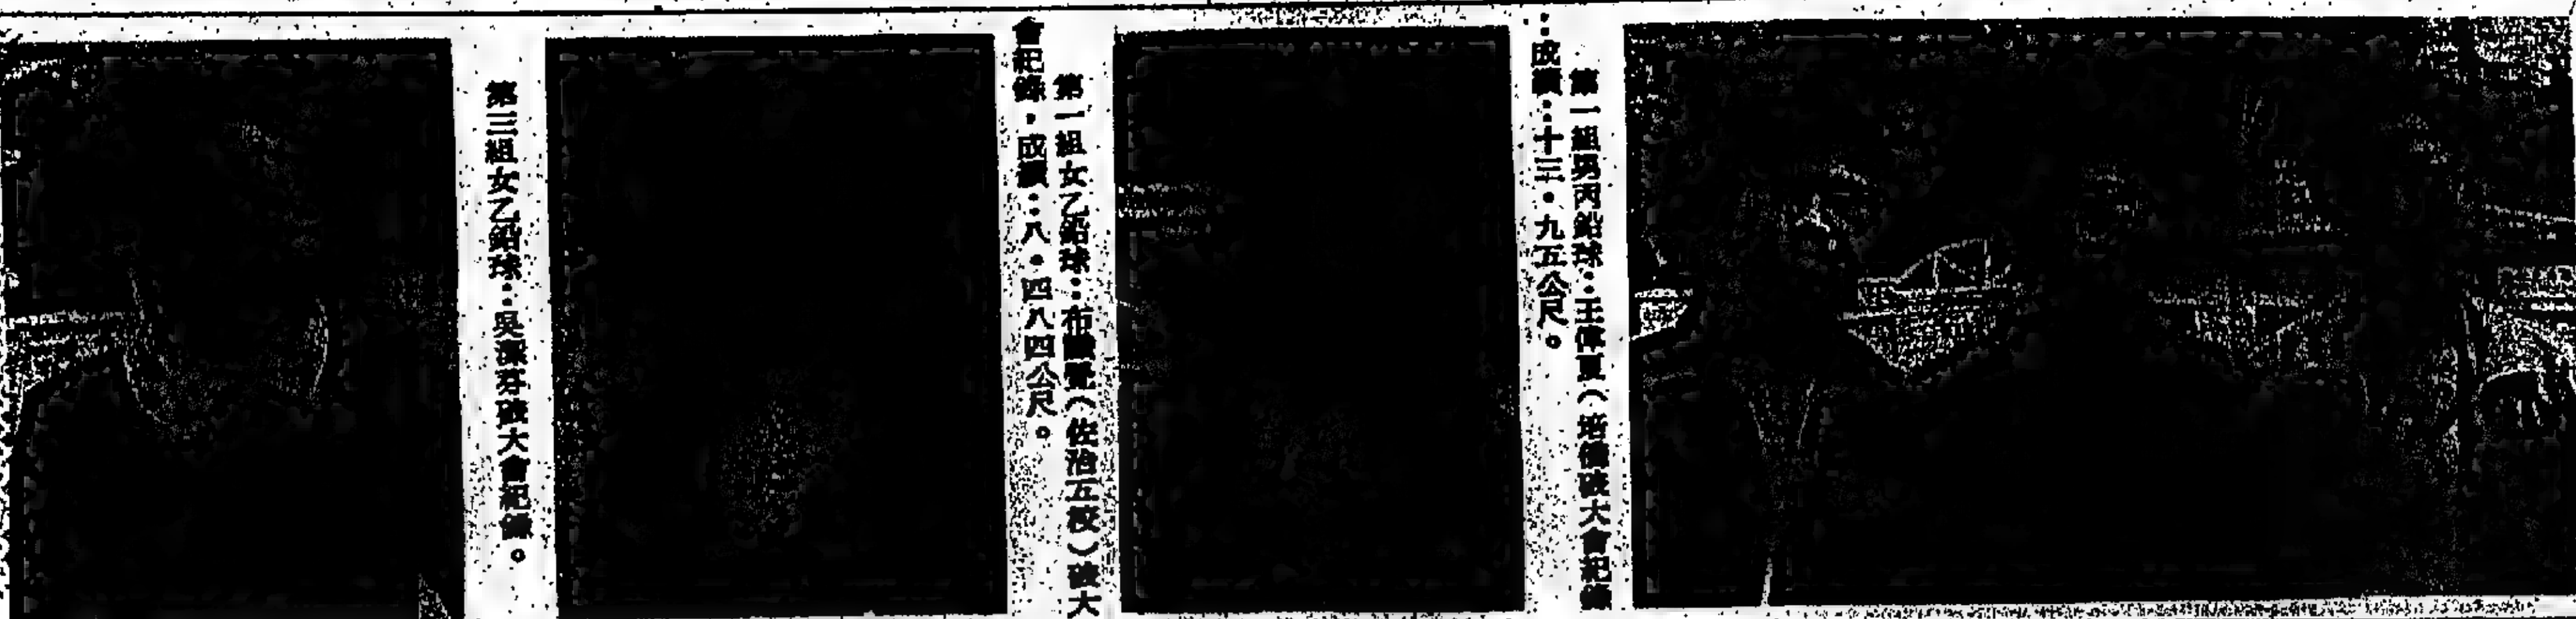 第一組男丙鉛球：王偉夏（培僑破大會紀錄
：成績：十三・九五公尺。
第一組女乙鉛球：布（佐治五校）破大
會紀錄，成績：八・四八四公尺。
第三組女乙鉛球：吳潔芬破大會紀錄。